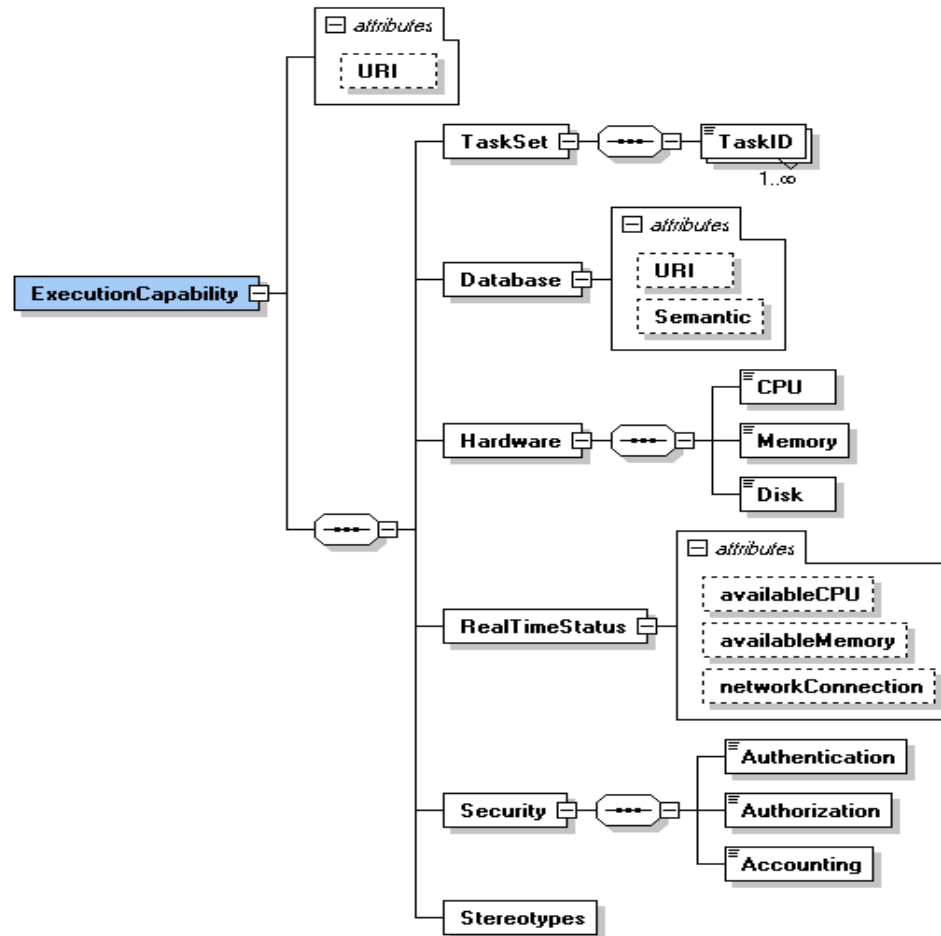 attributes
URI
TaskSet
TaskID
1..∞
attributes
URI
Semantic
Database
ExecutionCapability
CPU
Hardware
Memory
Disk
attributes
availableCPU
RealTimeStatus
availableMemory
networkConnection
Authentication
Security
Authorization
Accounting
Stereotypes